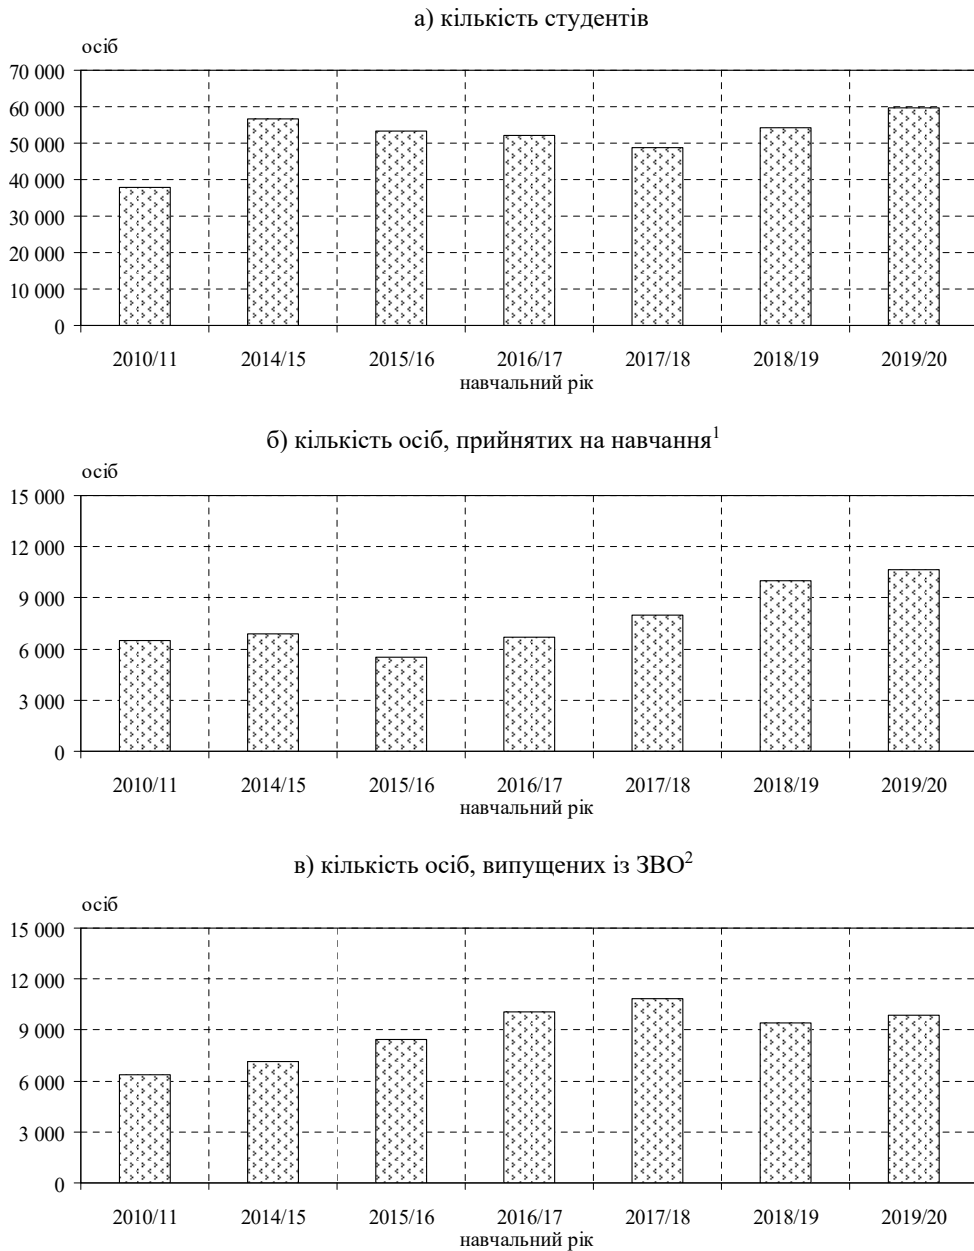 а) кількість студентів
осіб
70 000
60 000
50 000
40 000
30 000
20 000
10 000
0
2010/11 2014/15 2015/16 2016/17 2017/18 2018/19 2019/20
навчальний рік
б) кількість осіб, прийнятих на навчання¹
осіб
15 000
12 000
9 000
6 000
3 000
0
2010/11 2014/15 2015/16 2016/17 2017/18 2018/19 2019/20
навчальний рік
в) кількість осіб, випущених із ЗВО²
осіб
15 000
12 000
9 000
6 000
3 000
0
2010/11 2014/15 2015/16 2016/17 2017/18 2018/19 2019/20
навчальний рік